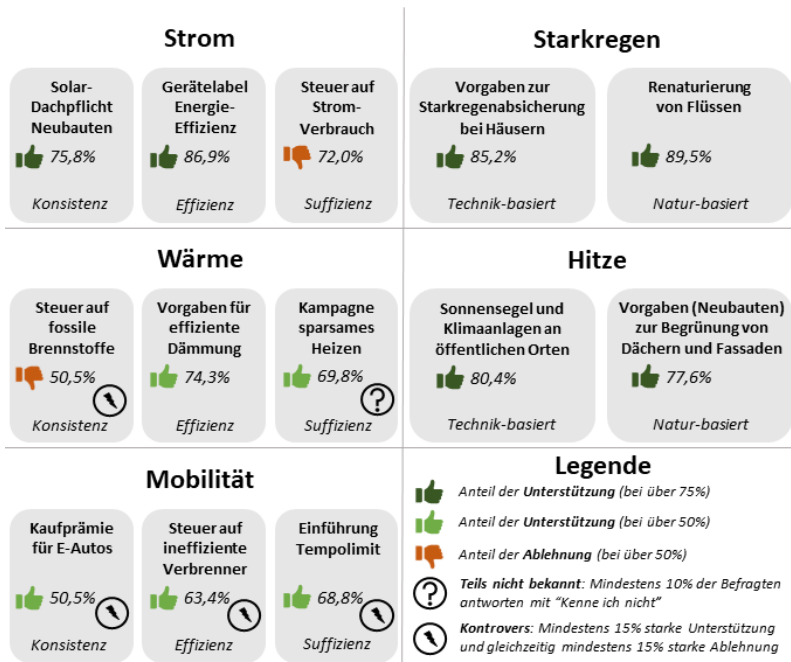 Strom
Solar-
Dachpflicht
Neubauten
75,8%
Konsistenz
Gerätelabel
Energie-
Effizienz
86,9%
Effizienz
Steuer auf
Strom-
Verbrauch
72,0%
Suffizienz
Starkregen
Vorgaben zur
Starkregenabsicherung
bei Häusern
85,2%
Technik-basiert
Renaturierung
von Flüssen
89,5%
Natur-basiert
Wärme
Steuer auf
fossile
Brennstoffe
50,5%
Konsistenz
Vorgaben für
effiziente
Dämmung
74,3%
Effizienz
Kampagne
sparsames
Heizen
69,8%
?
Suffizienz
Hitze
Sonnensegel und
Klimaanlagen an
öffentlichen Orten
80,4%
Technik-basiert
Vorgaben (Neubauten)
zur Begrünung von
Dächern und Fassaden
77,6%
Natur-basiert
Mobilität
Kaufprämie
für E-Autos
50,5%
Konsistenz
Steuer auf
ineffiziente
Verbrenner
63,4%
Effizienz
Einführung
Tempolimit
68,8%
Suffizienz
Legende
Anteil der Unterstützung (bei über 75%)
Anteil der Unterstützung (bei über 50%)
Anteil der Ablehnung (bei über 50%)
?
Teils nicht bekannt: Mindestens 10% der Befragten
antworten mit “Kenne ich nicht”
Kontrovers: Mindestens 15% starke Unterstützung
und gleichzeitig mindestens 15% starke Ablehnung